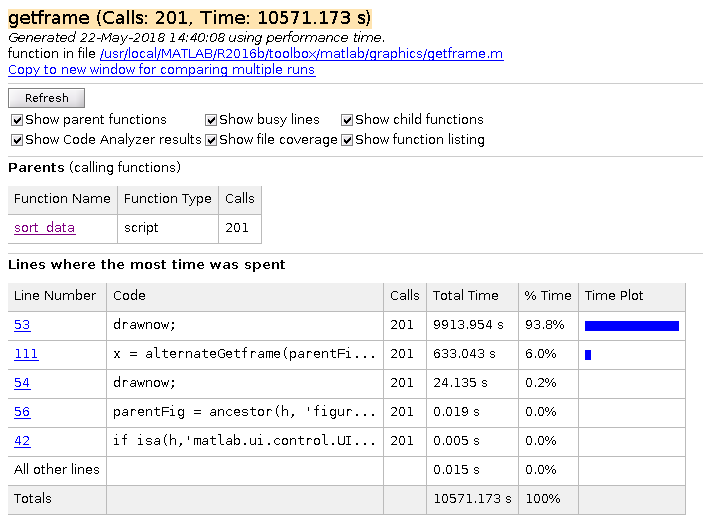 getframe (Calls: 201, Time: 10571.173 s)
Generated 22-May-2018 14:40:08 using performance time.
function in file /usr/local/MATLAB/R2016b/toolbox/matlab/graphics/getframe.m
Copy to new window for comparing multiple runs
Refresh
Show parent functions Show busy lines Show child functions
Show Code Analyzer results Show file coverage Show function listing
Parents (calling functions)
Function Name Function Type Calls
sort_data script 201
Lines where the most time was spent
Line Number Code Calls Total Time % Time Time Plot
53 drawnow; 201 9913.954 s 93.8%
111 x = alternateGetframe(parentFi... 201 633.043 s 6.0%
54 drawnow; 201 24.135 s 0.2%
56 parentFig = ancestor(h, 'figur... 201 0.019 s 0.0%
42 if isa(h,'matlab.ui.control.UI... 201 0.005 s 0.0%
All other lines 0.015 s 0.0%
Totals 10571.173 s 100%